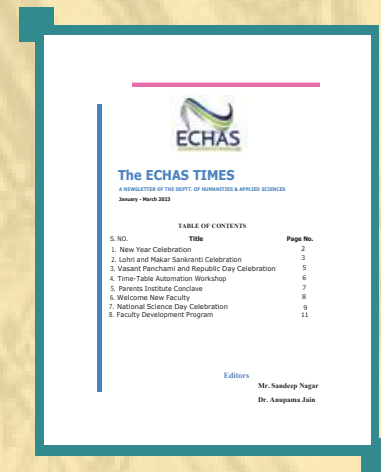 ECHAS
The ECHAS TIMES
A NEWSLETTER OF THE DEPTT. OF HUMANITIES & APPLIED SCIENCES
January - March 2023
TABLE OF CONTENTS
S. NO. Title Page No.
1. New Year Celebration 2
2. Lohri and Makar Sankranti Celebration 3
3. Vasant Panchami and Republic Day Celebration 5
4. Time-Table Automation Workshop 6
5. Parents Institute Conclave 7
6. Welcome New Faculty 8
7. National Science Day Celebration 9
8. Faculty Development Program 11
Editors
Mr. Sandeep Nagar
Dr. Anupama Jain